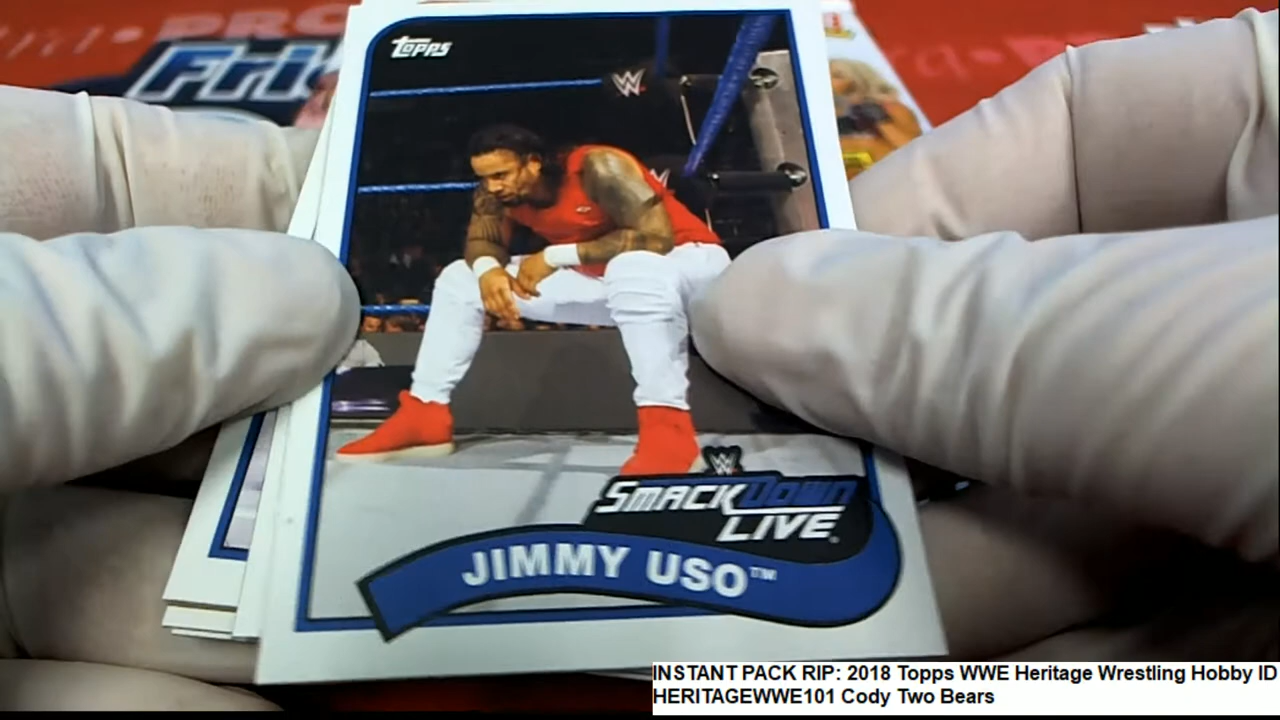 Fri
TOPPS
W
SMACKDOWN
LIVE
JIMMY USO™
INSTANT PACK RIP: 2018 Topps WWE Heritage Wrestling Hobby ID
HERITAGEWWE101 Cody Two Bears